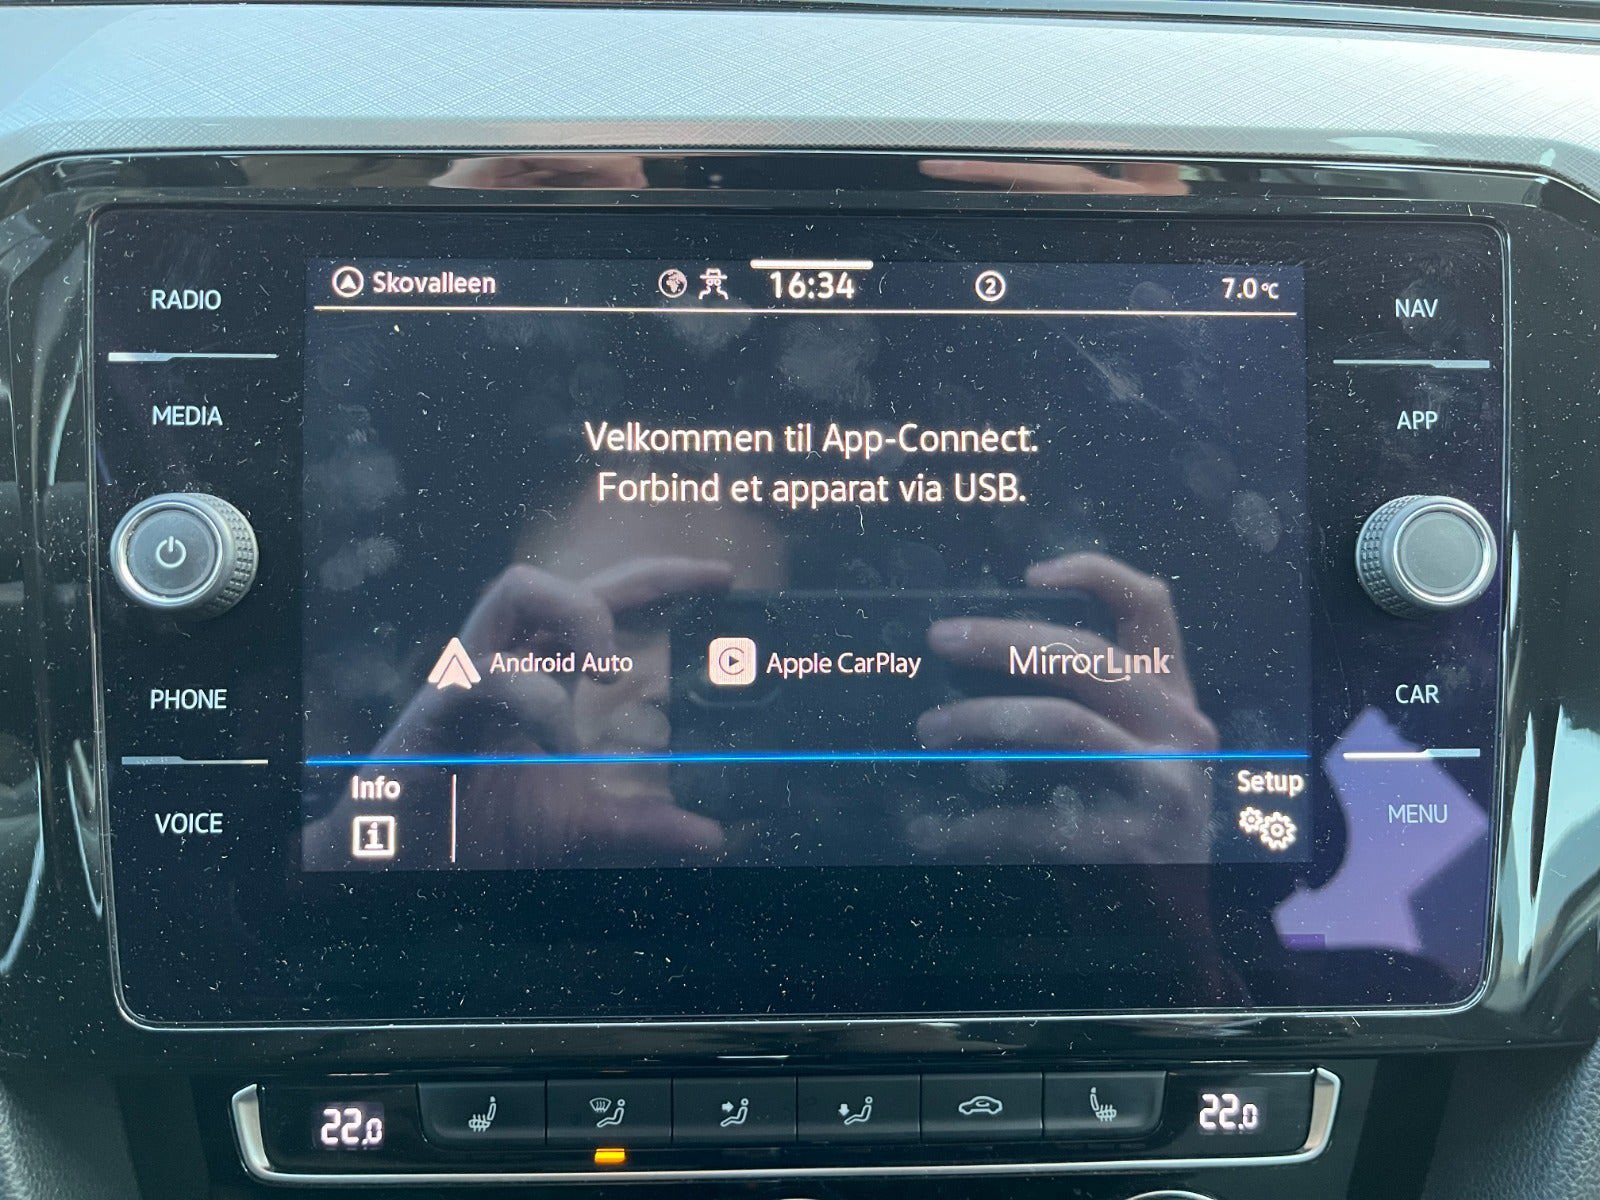 Skovalleen
16:34
2
7.0°C
RADIO
MEDIA
PHONE
VOICE
NAV
APP
CAR
MENU
Velkommen til App-Connect.
Forbind et apparat via USB.
Android Auto
Apple CarPlay
MirrorLink
Info
Setup
22.0
22.0